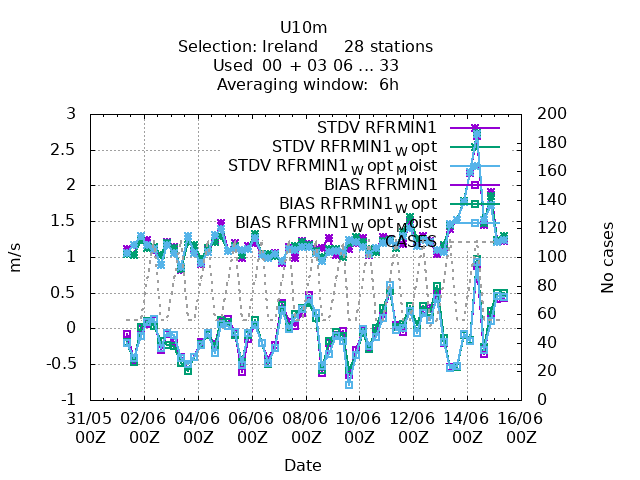 U10m
Selection: Ireland 28 stations
Used 00 + 03 06 ... 33
Averaging window: 6h
STDV RFRMIN1
STDV RFRMIN1_W opt
STDV RFRMIN1_W opt_M oist
BIAS RFRMIN1
BIAS RFRMIN1_W opt
BIAS RFRMIN1_W opt_M oist
CASES
m/s
3
2.5
2
1.5
1
0.5
0
-0.5
-1
No cases
200
180
160
140
120
100
80
60
40
20
0
31/05 02/06 04/06 06/06 08/06 10/06 12/06 14/06 16/06
00Z 00Z 00Z 00Z 00Z 00Z 00Z 00Z 00Z
Date